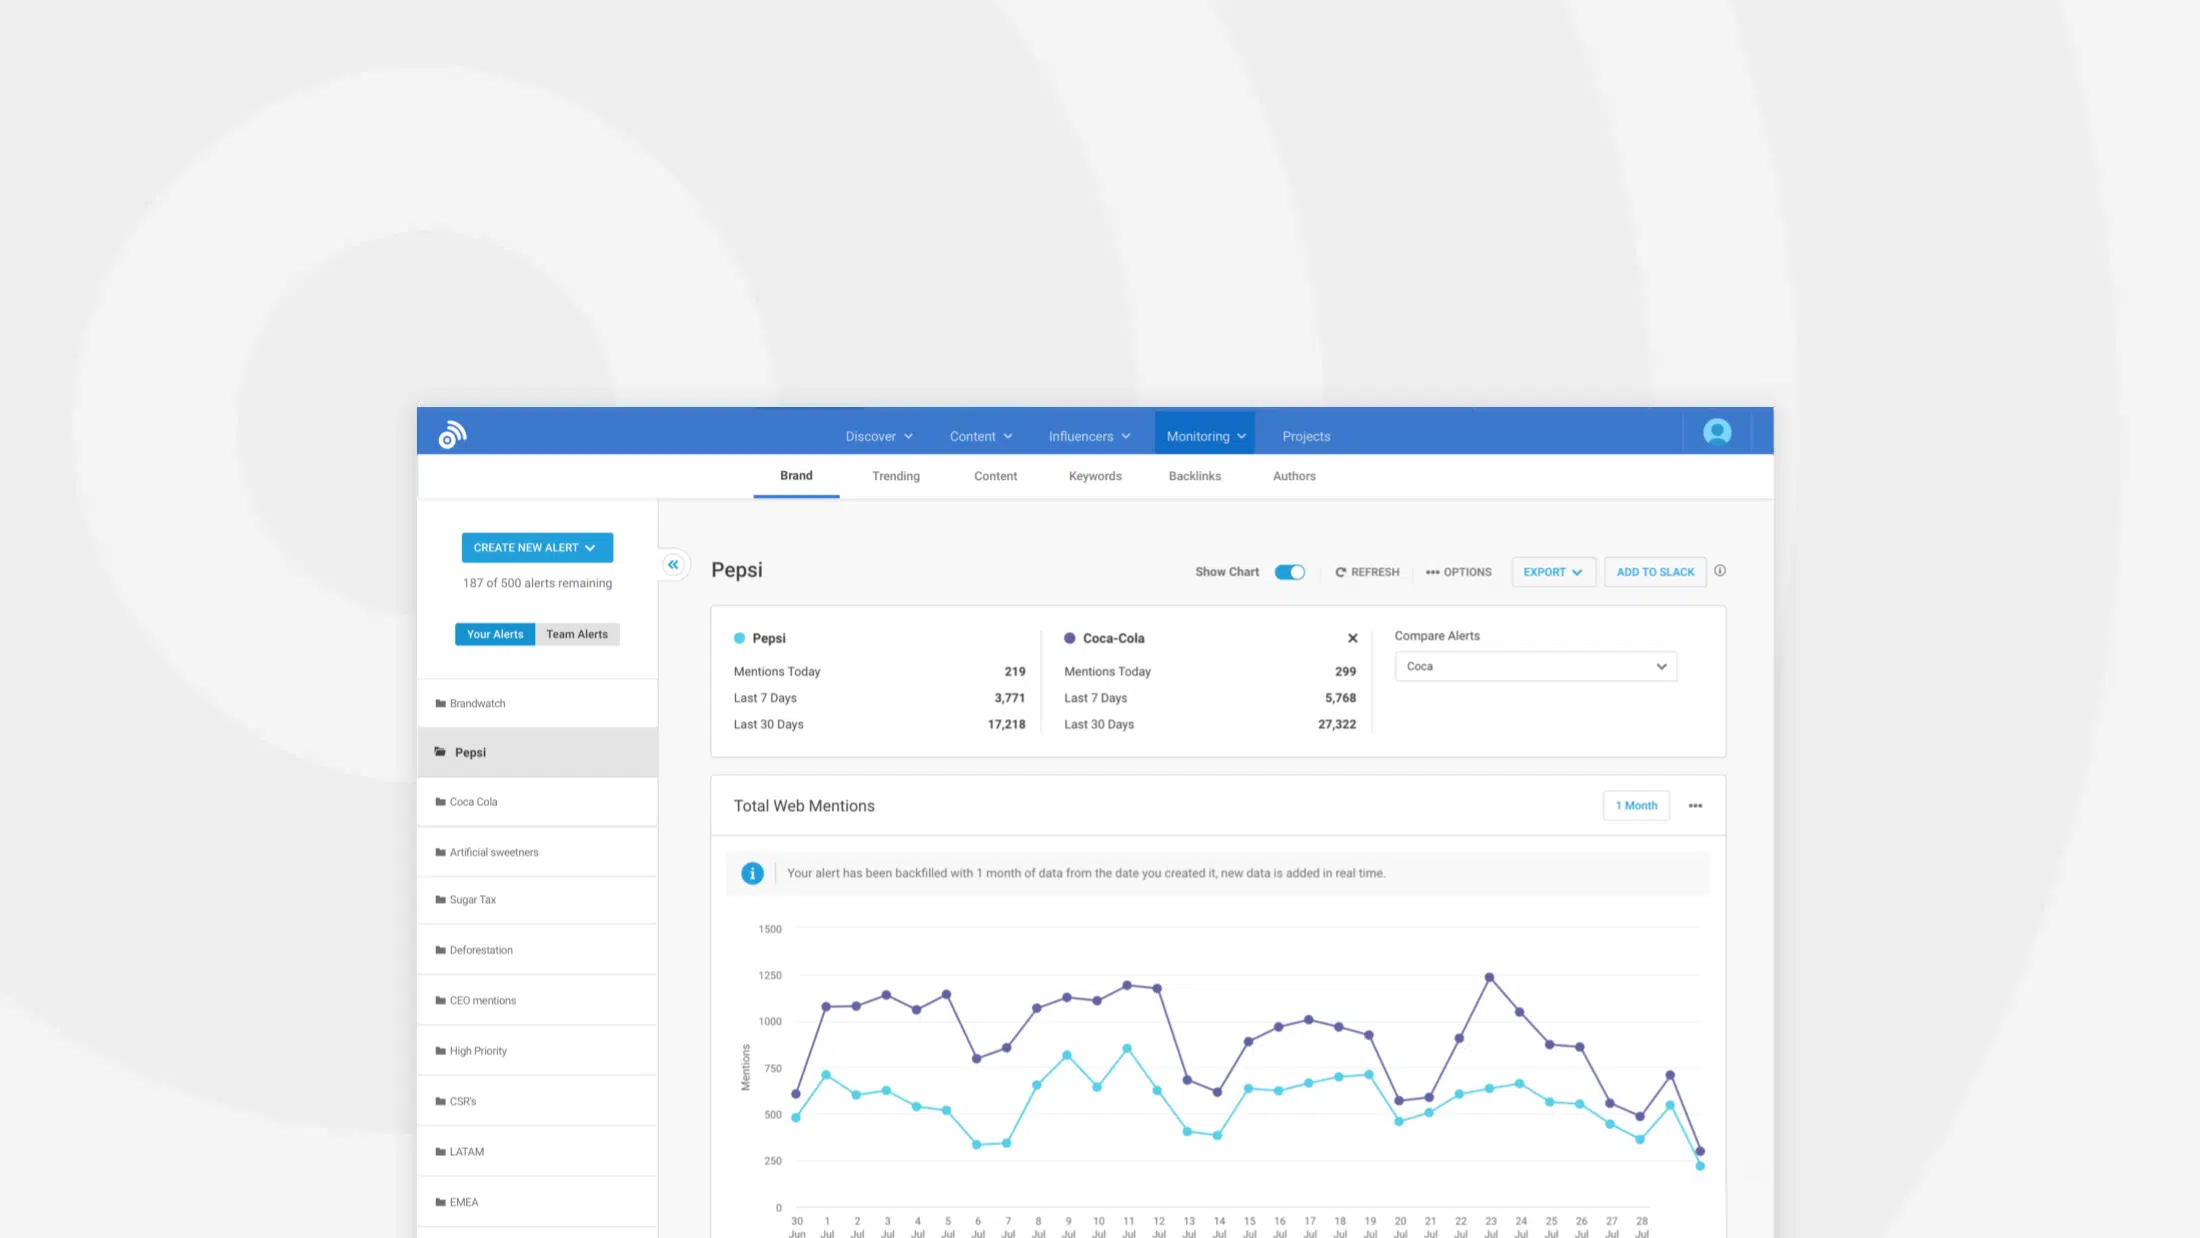 Discover Content Influencers Monitoring Projects
Brand Trending Content Keywords Backlinks Authors
CREATE NEW ALERT
187 of 500 alerts remaining
Your Alerts Team Alerts
Brandwatch
Pepsi
Coca Cola
Artificial sweetners
Sugar Tax
Deforestation
CEO mentions
High Priority
CSR's
LATAM
EMEA
Pepsi
Show Chart REFRESH OPTIONS EXPORT ADD TO SLACK
Pepsi
Mentions Today 219
Last 7 Days 3,771
Last 30 Days 17,218
Coca-Cola
Mentions Today 299
Last 7 Days 5,768
Last 30 Days 27,322
Compare Alerts
Coca
Total Web Mentions 1 Month
Your alert has been backfilled with 1 month of data from the date you created it, new data is added in real time.
Mentions
1500
1250
1000
750
500
250
0
30 1 2 3 4 5 6 7 8 9 10 11 12 13 14 15 16 17 18 19 20 21 22 23 24 25 26 27 28
Jun Jul Jul Jul Jul Jul Jul Jul Jul Jul Jul Jul Jul Jul Jul Jul Jul Jul Jul Jul Jul Jul Jul Jul Jul Jul Jul Jul Jul